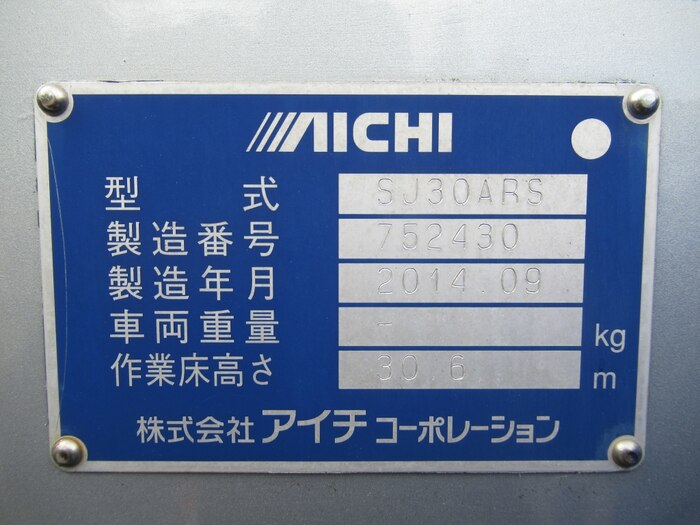 AICHI
型式 SJ30ARS
製造番号 752430
製造年月 2014.09
車両重量 - kg
作業床高さ 30.6 m
株式会社 アイチ コーポレーション